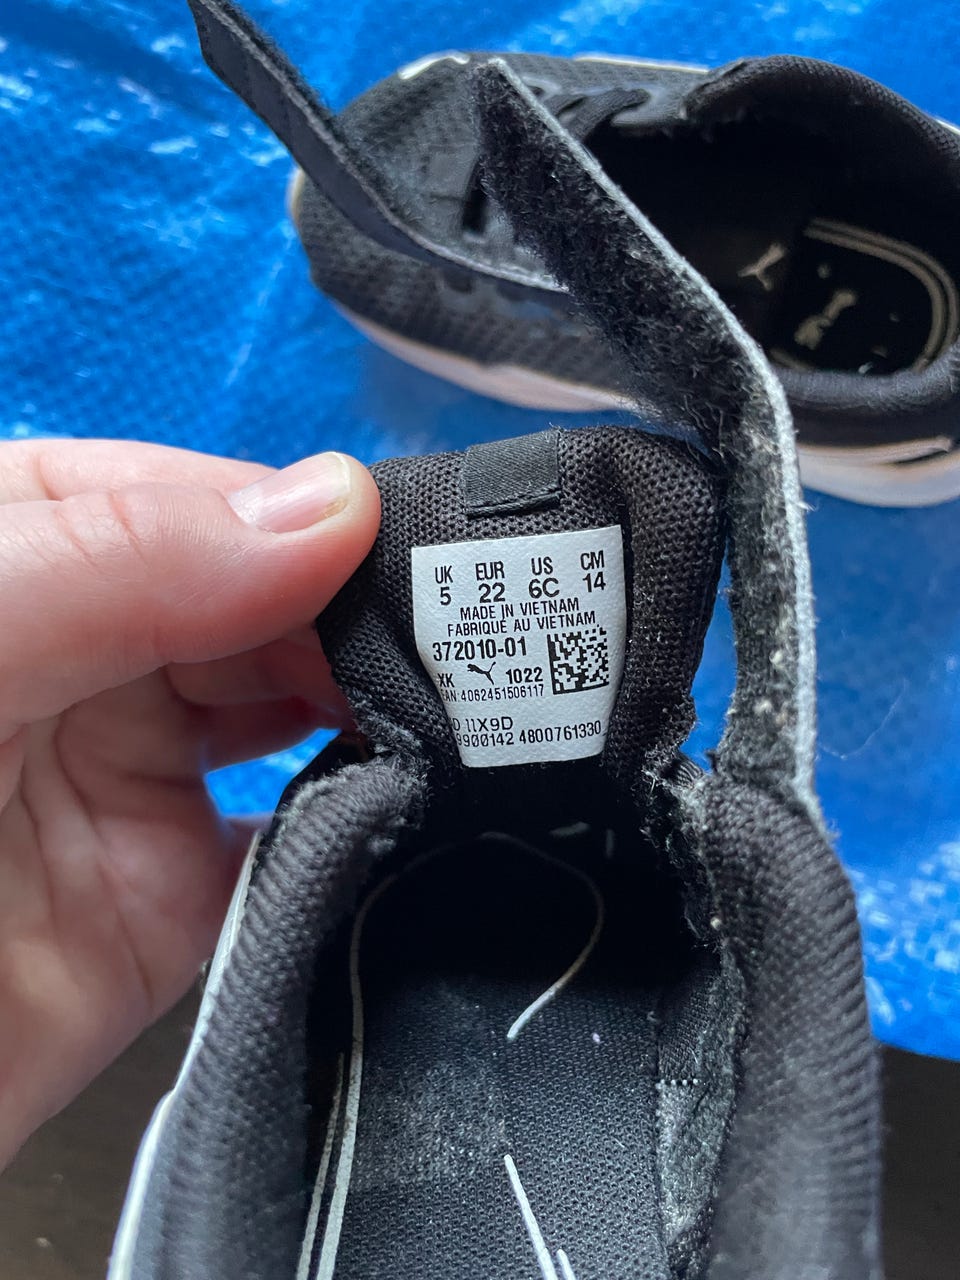 UK EUR US CM
5 22 6C 14
MADE IN VIETNAM
FABRIQUÉ AU VIETNAM
372010-01
XK 1022
EAN:4062451506117
11X9D
9900142 4800761330